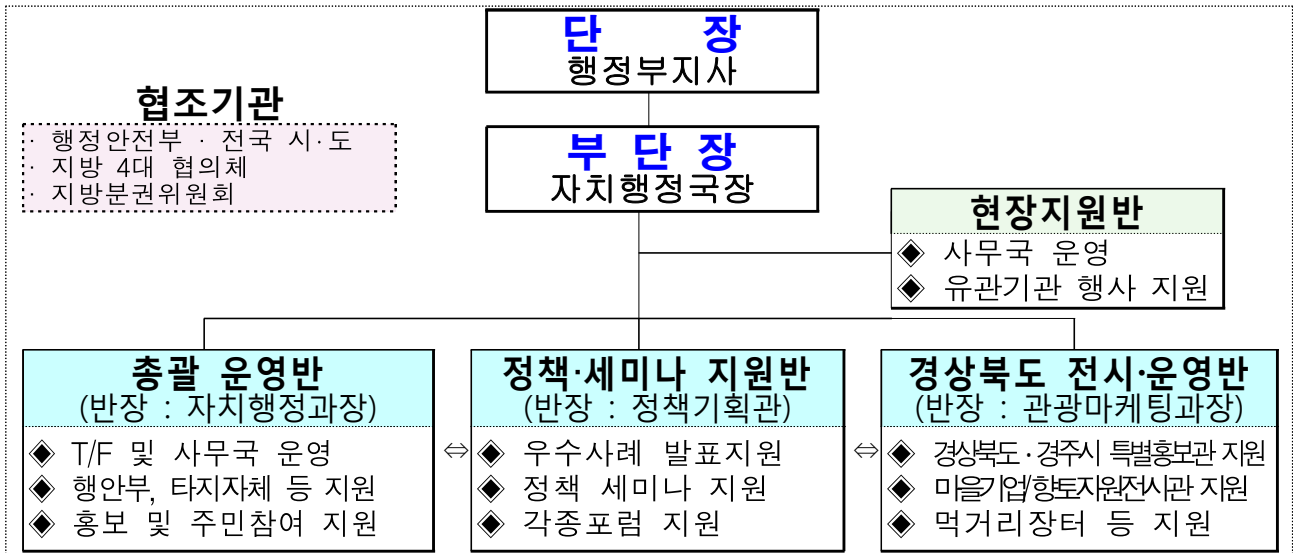 단 장
행정부지사
협조기관
· 행정안전부 · 전국 시·도
· 지방 4대 협의체
· 지방분권위원회
부 단 장
자치행정국장
현장지원반
◈ 사무국 운영
◈ 유관기관 행사 지원
총괄 운영반
(반장 : 자치행정과장)
◈ T/F 및 사무국 운영
◈ 행안부, 타지자체 등 지원
◈ 홍보 및 주민참여 지원
⇔
정책·세미나 지원반
(반장 : 정책기획관)
◈ 우수사례 발표지원
◈ 정책 세미나 지원
◈ 각종포럼 지원
⇔
경상북도 전시·운영반
(반장 : 관광마케팅과장)
◈ 경상북도·경주시 특별홍보관 지원
◈ 마을기업/향토자원전시관 지원
◈ 먹거리장터 등 지원